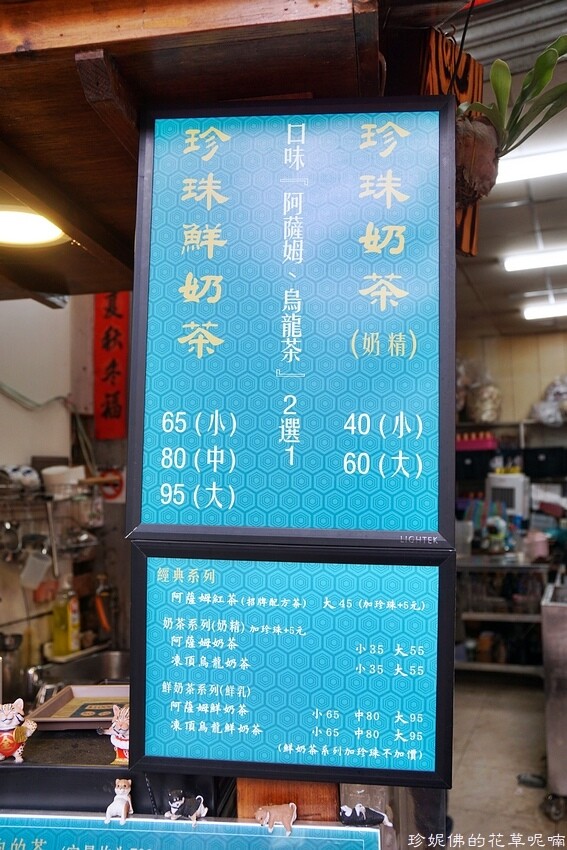 珍珠奶茶
(奶精)
40(小)
60(大)
口味『阿薩姆、烏龍茶』2選1
珍珠鮮奶茶
65(小)
80(中)
95(大)
LIGHTEK
經典系列
阿薩姆紅茶(招牌配方茶) 大45(加珍珠+5元)
奶茶系列(奶精)加珍珠+5元
阿薩姆奶茶 小35 大55
凍頂烏龍奶茶 小35 大55
鮮奶茶系列(鮮乳)
阿薩姆鮮奶茶 小65 中80 大95
凍頂烏龍鮮奶茶 小65 中80 大95
(鮮奶茶系列加珍珠不加價)
夏秋冬福
的茶
珍妮佛的花草呢喃